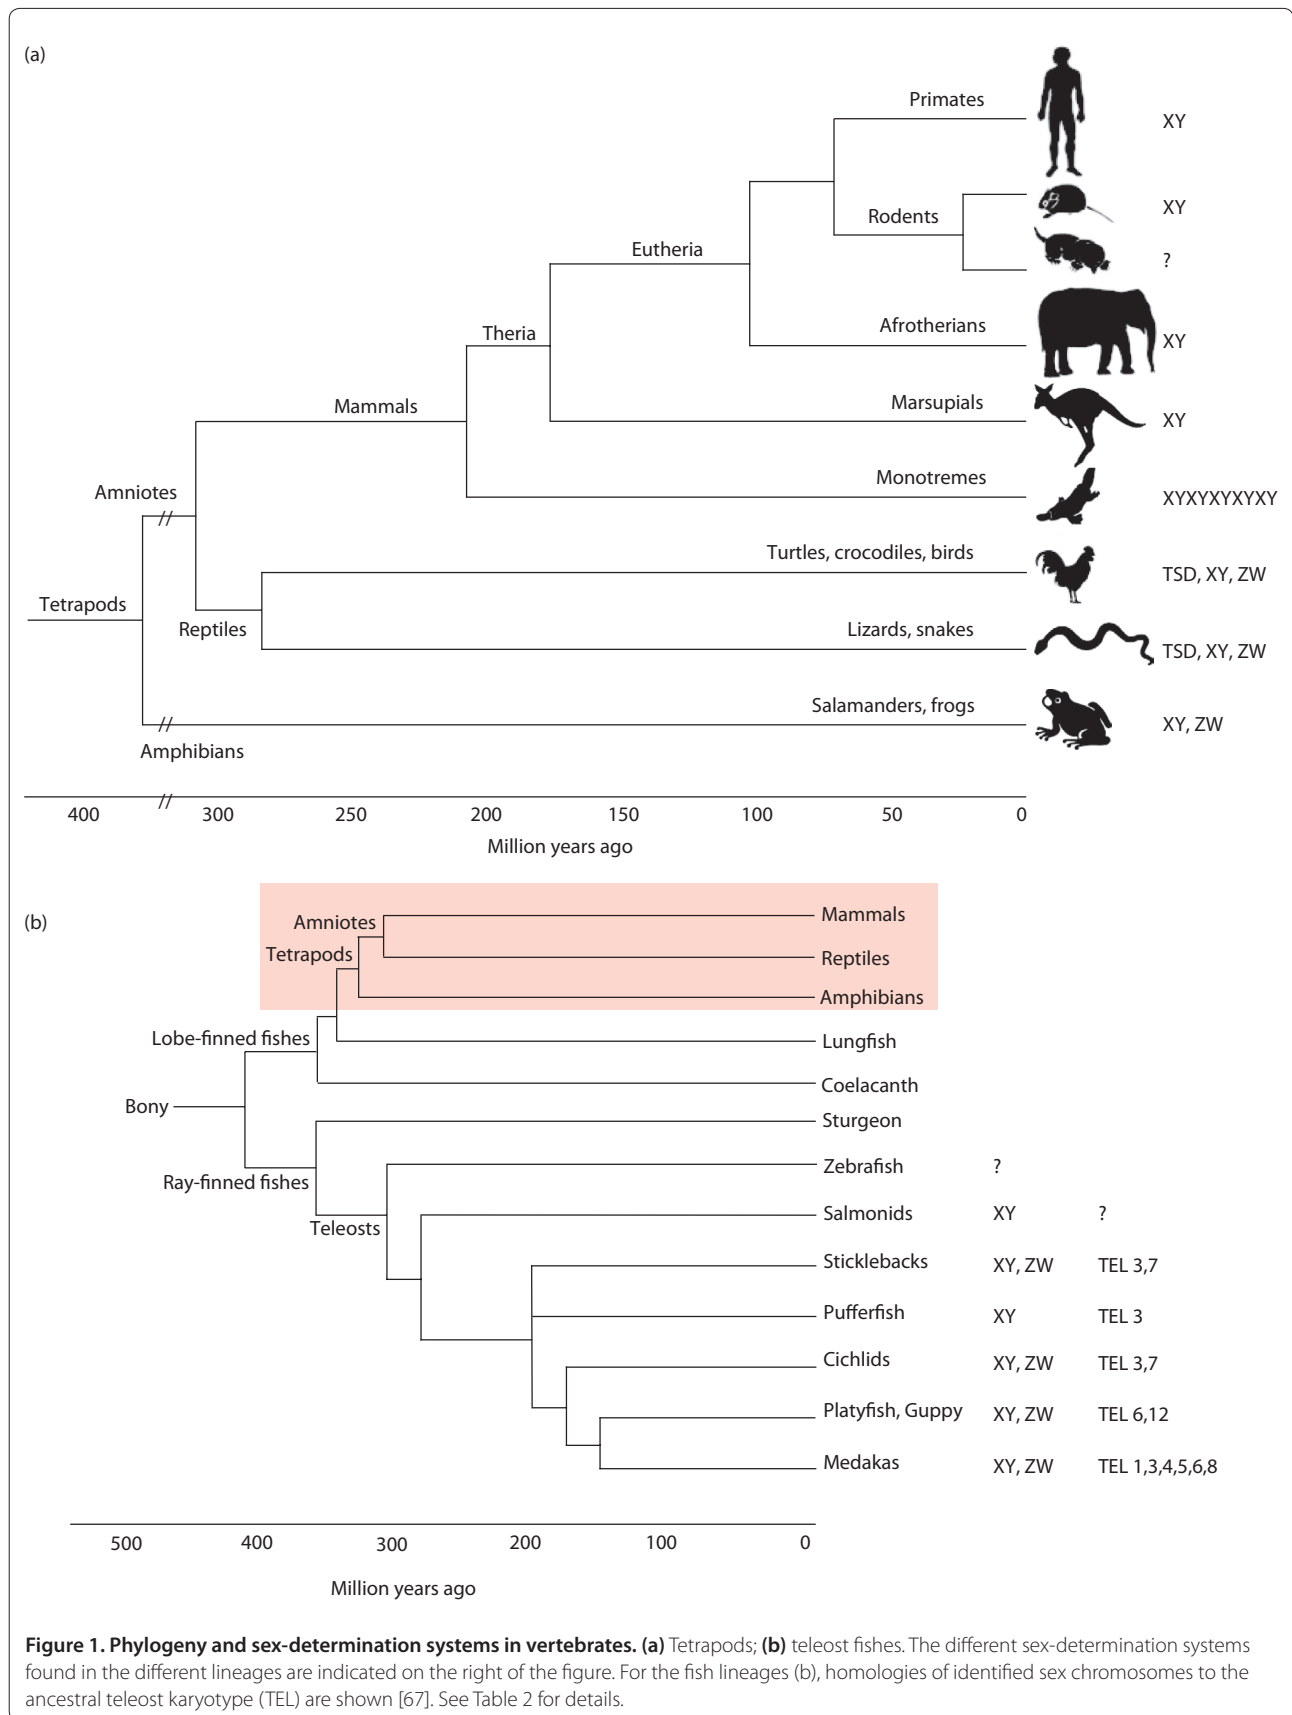 (a)
Primates
XY
Rodents
XY
?
Eutheria
Afrotherians
XY
Theria
Marsupials
XY
Mammals
Monotremes
XYXYXYXYXY
Amniotes
Turtles, crocodiles, birds
TSD, XY, ZW
Tetrapods
Reptiles
Lizards, snakes
TSD, XY, ZW
Salamanders, frogs
XY, ZW
Amphibians
400 300 250 200 150 100 50 0
Million years ago
(b)
Amniotes
Mammals
Tetrapods
Reptiles
Amphibians
Lobe-finned fishes
Lungfish
Coelacanth
Bony
Sturgeon
Ray-finned fishes
Zebrafish ?
Teleosts
Salmonids XY ?
Sticklebacks XY, ZW TEL 3,7
Pufferfish XY TEL 3
Cichlids XY, ZW TEL 3,7
Platyfish, Guppy XY, ZW TEL 6,12
Medakas XY, ZW TEL 1,3,4,5,6,8
500 400 300 200 100 0
Million years ago
Figure 1. Phylogeny and sex-determination systems in vertebrates. (a) Tetrapods; (b) teleost fishes. The different sex-determination systems
found in the different lineages are indicated on the right of the figure. For the fish lineages (b), homologies of identified sex chromosomes to the
ancestral teleost karyotype (TEL) are shown [67]. See Table 2 for details.